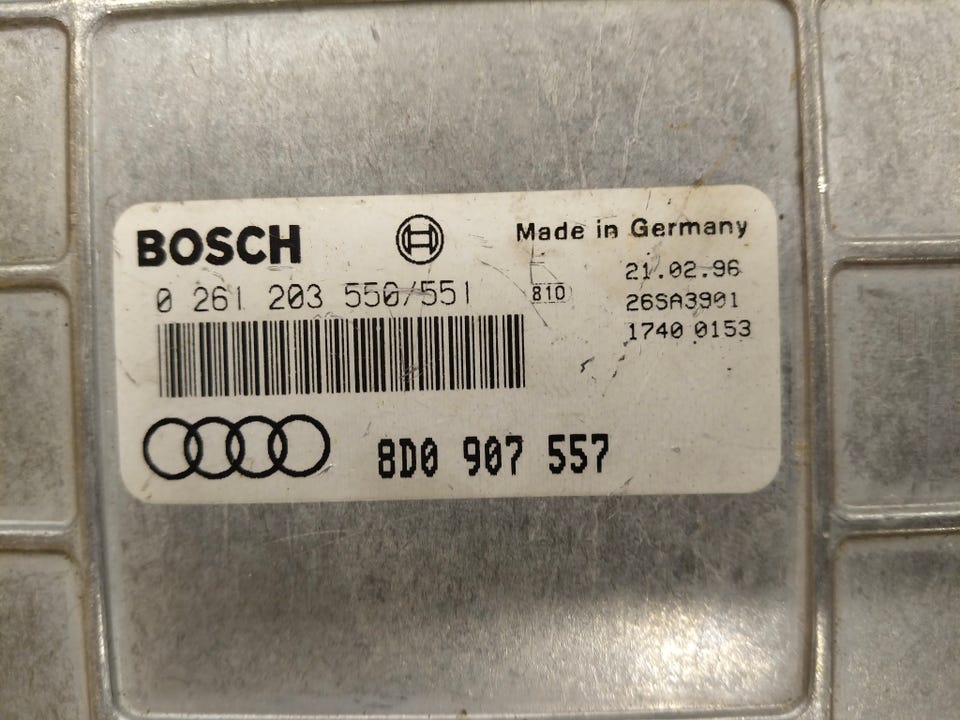 BOSCH
Made in Germany
0 261 203 550/551
810
21.02.96
26SA3901
1740 0153
8D0 907 557